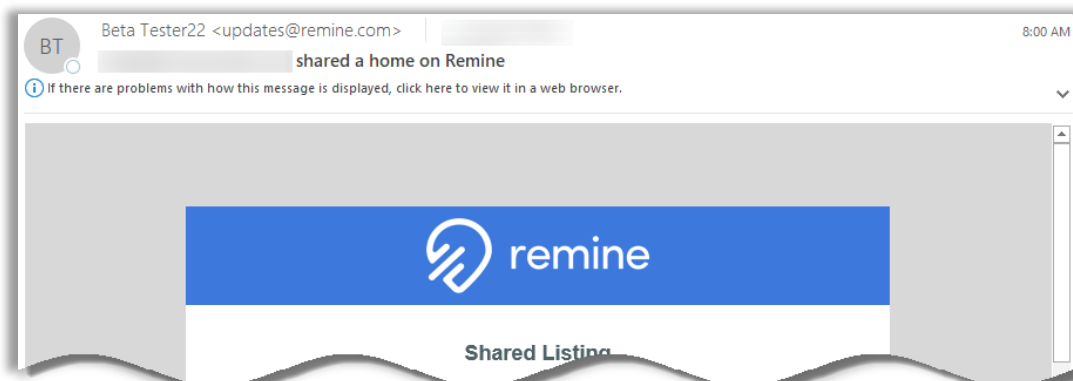 BT
Beta Tester22 <updates@remine.com>
8:00 AM
shared a home on Remine
If there are problems with how this message is displayed, click here to view it in a web browser.
remine
Shared Listing